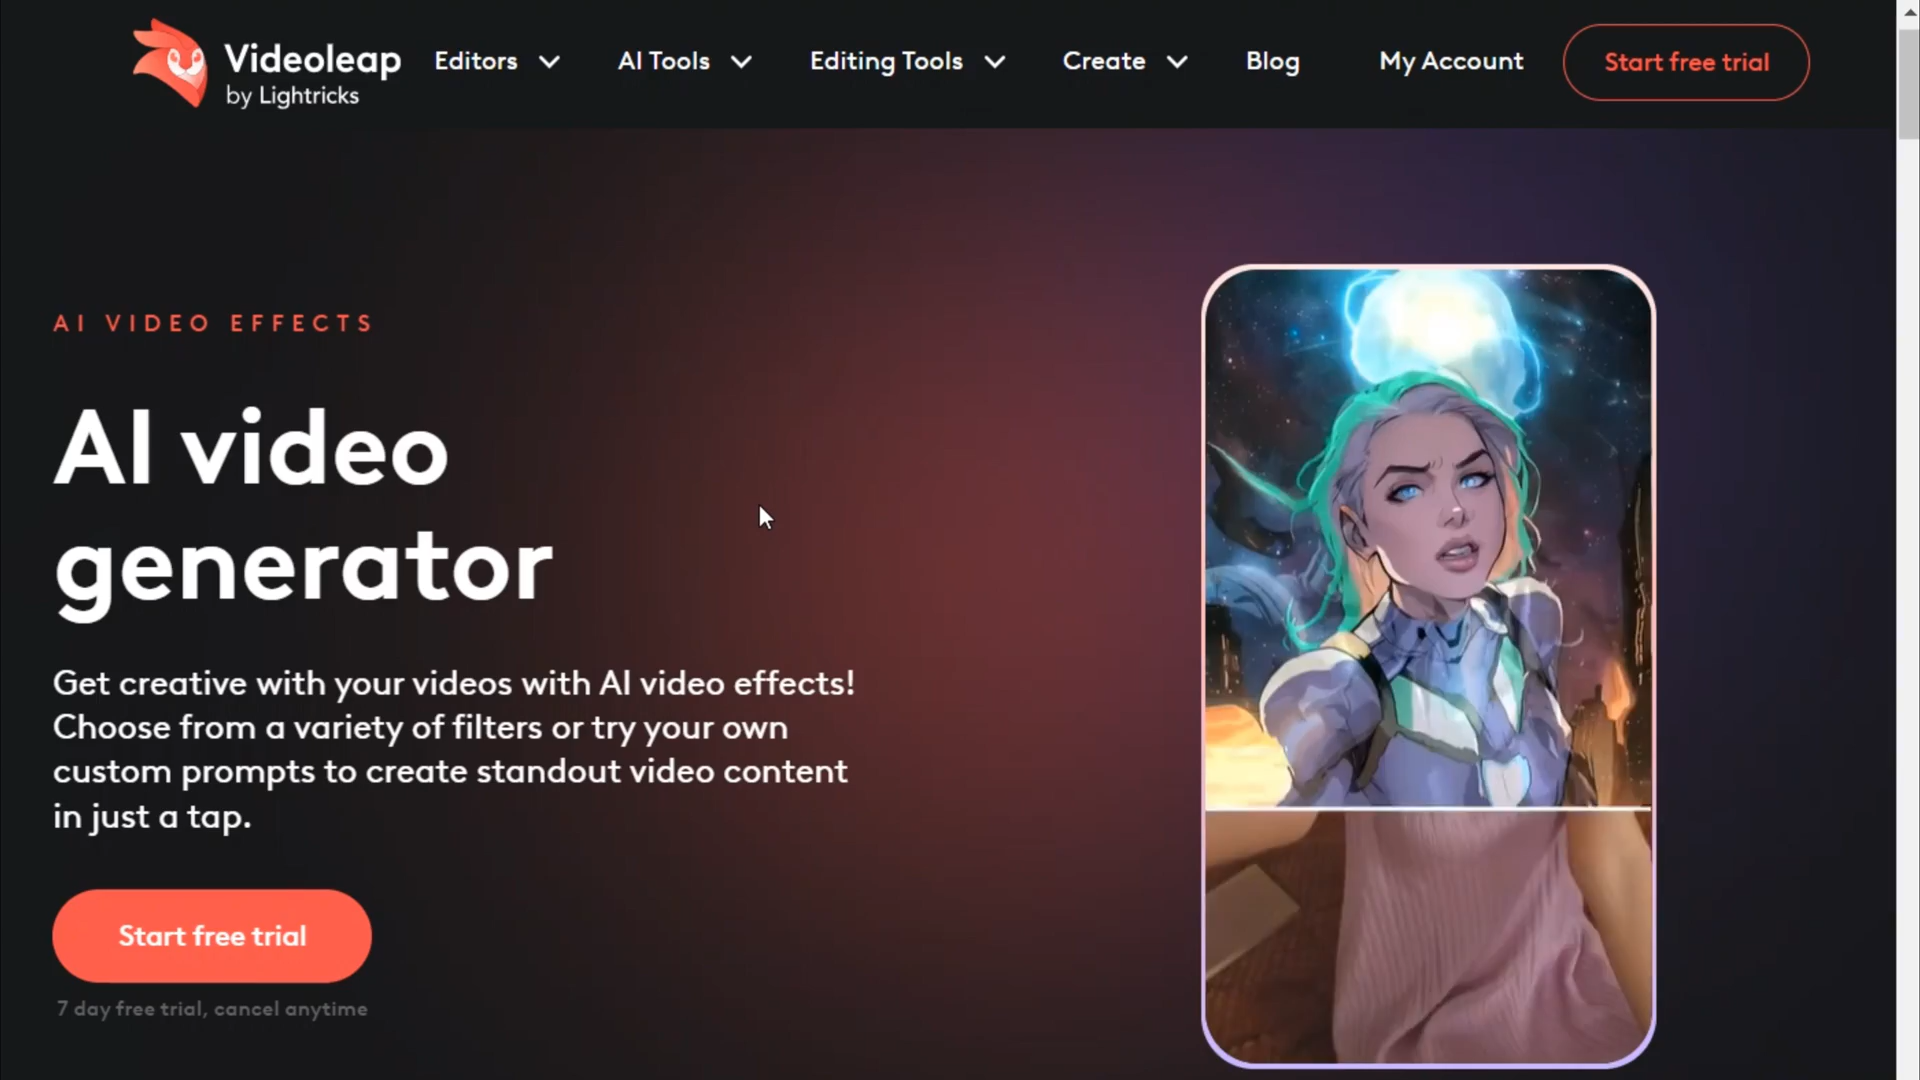 Videoleap
by Lightricks
Editors
AI Tools
Editing Tools
Create
Blog
My Account
Start free trial
AI VIDEO EFFECTS
AI video
generator
Get creative with your videos with AI video effects!
Choose from a variety of filters or try your own
custom prompts to create standout video content
in just a tap.
Start free trial
7 day free trial, cancel anytime